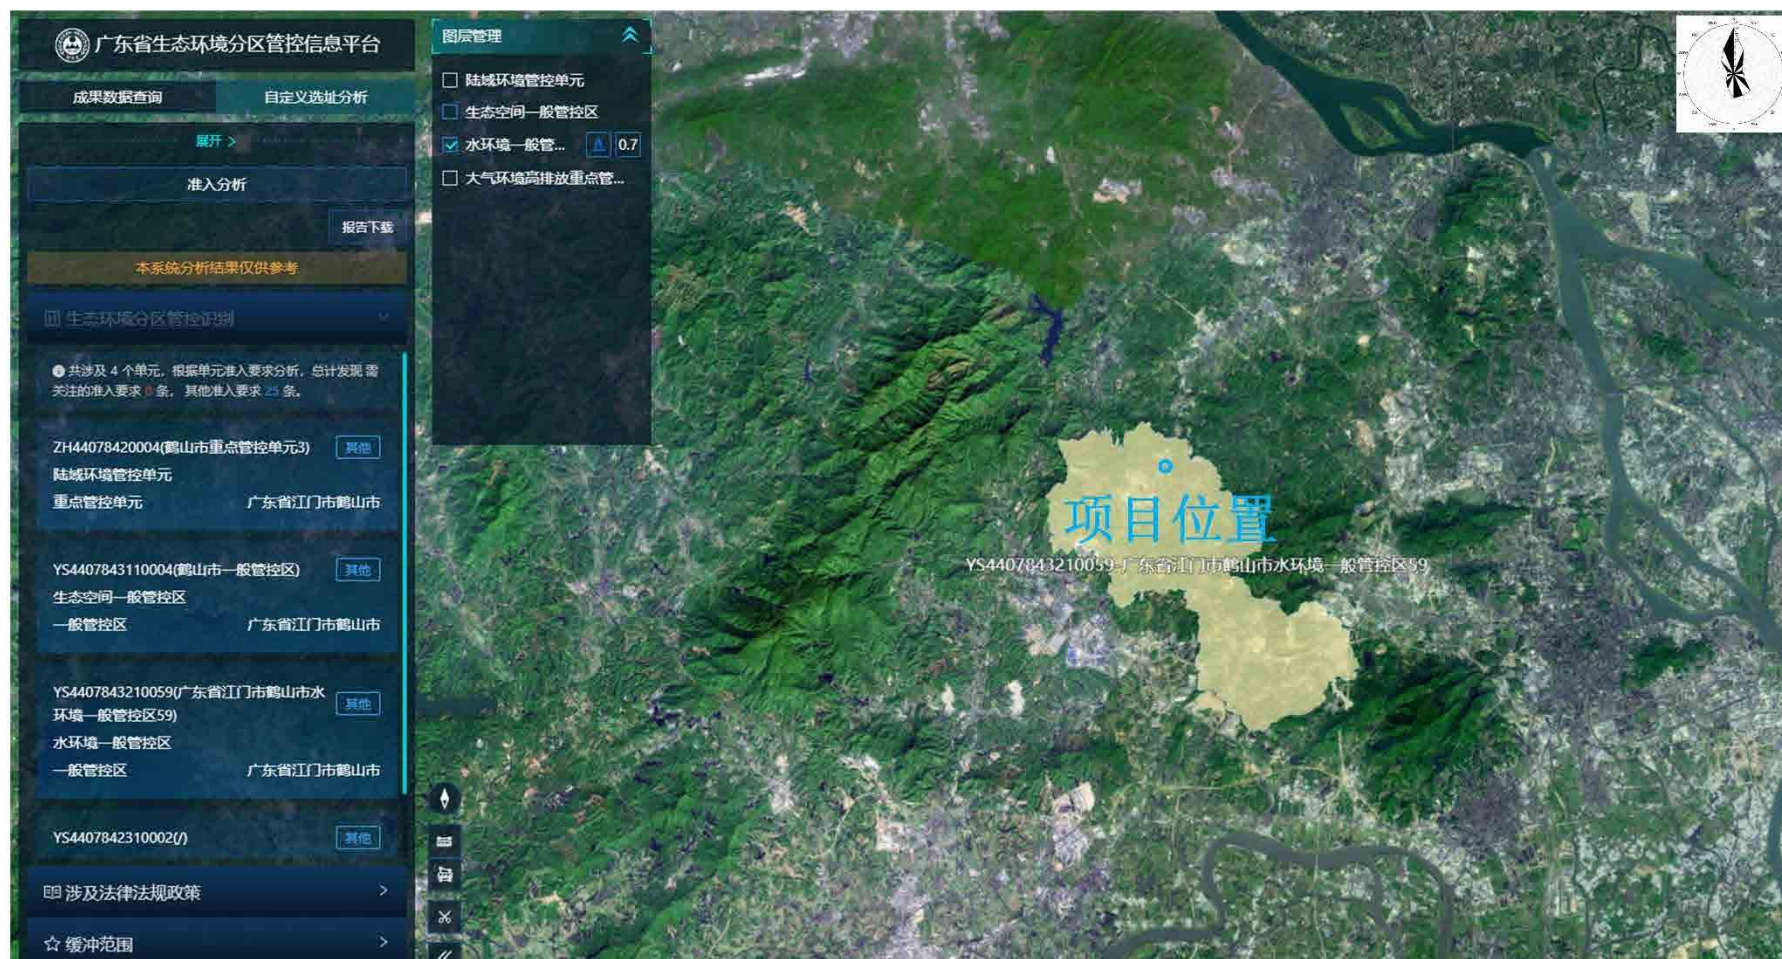 广东省生态环境分区管控信息平台
成果数据查询
自定义选址分析
展开 >
准入分析
报告下载
本系统分析结果仅供参考
生态环境分区管控识别
共涉及 4 个单元，根据单元准入要求分析，总计发现 需
关注的准入要求 0 条， 其他准入要求 25 条。
ZH44078420004(鹤山市重点管控单元3)
其他
陆域环境管控单元
重点管控单元
广东省江门市鹤山市
YS4407843110004(鹤山市一般管控区)
其他
生态空间一般管控区
一般管控区
广东省江门市鹤山市
YS4407843210059(广东省江门市鹤山市水
环境一般管控区59)
其他
水环境一般管控区
一般管控区
广东省江门市鹤山市
YS4407842310002(/)
其他
涉及法律法规政策
缓冲范围
图层管理
陆域环境管控单元
生态空间一般管控区
水环境一般管...
0.7
大气环境高排放重点管...
项目位置
YS4407843210059-广东省江门市鹤山市水环境一般管控区59